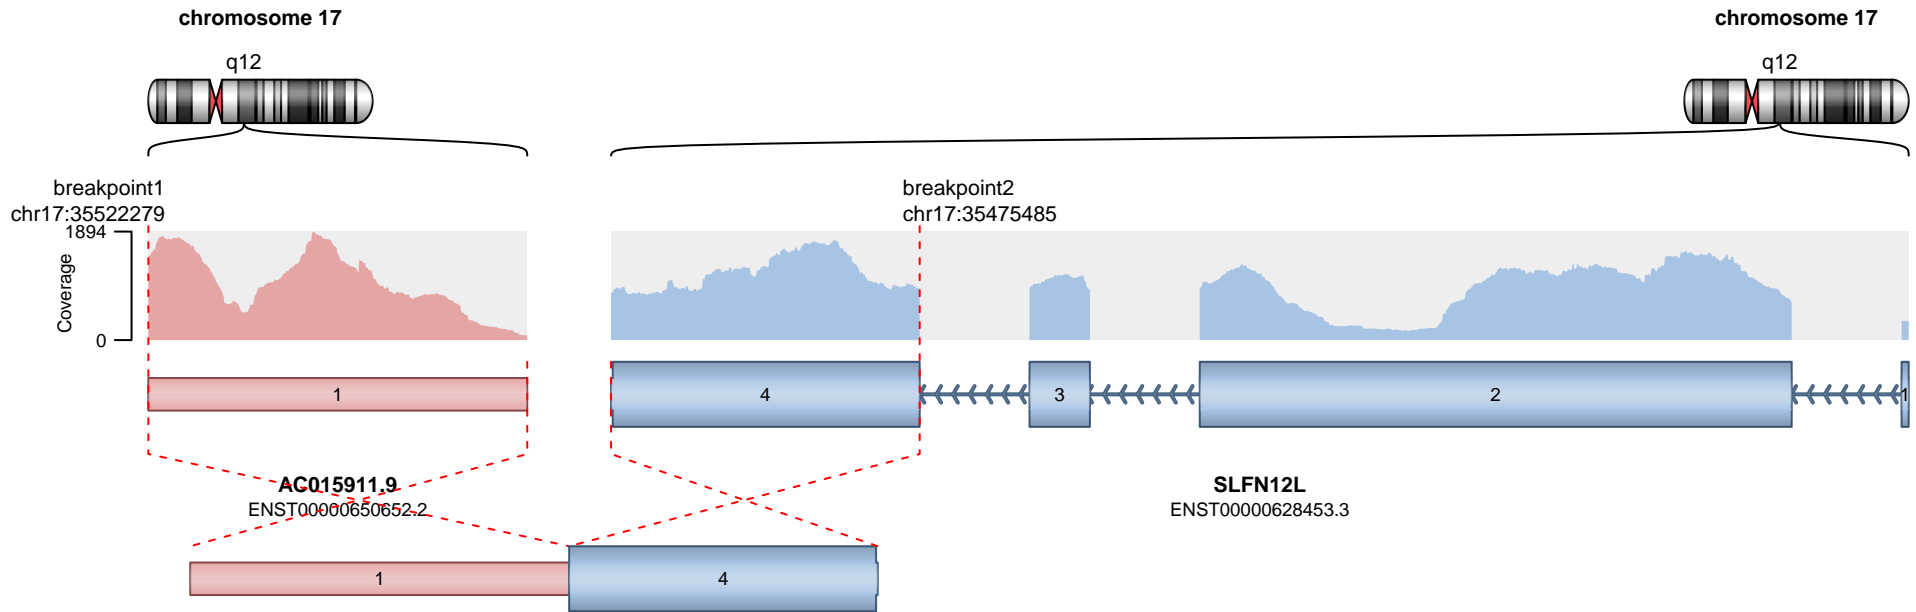 chromosome 17
chromosome 17
q12
q12
breakpoint1
chr17:35522279
breakpoint2
chr17:35475485
1894
Coverage
0
1
4
3
2
1
AC015911.9
ENST00000650652.2
SLFN12L
ENST00000628453.3
1
4